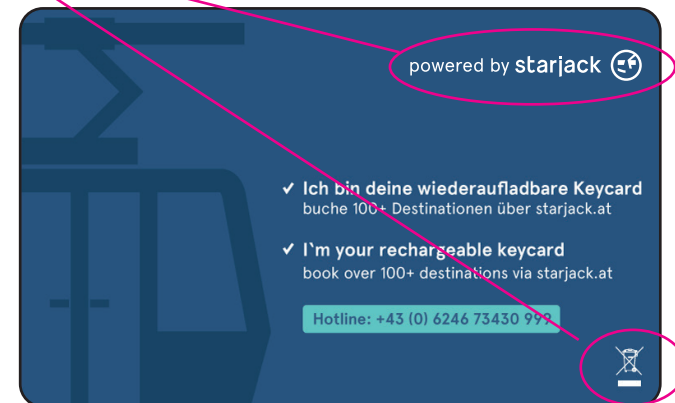 powered by starjack
✓ Ich bin deine wiederaufladbare Keycard
buche 100+ Destinationen über starjack.at
✓ I`m your rechargeable keycard
book over 100+ destinations via starjack.at
Hotline: +43 (0) 6246 73430 999